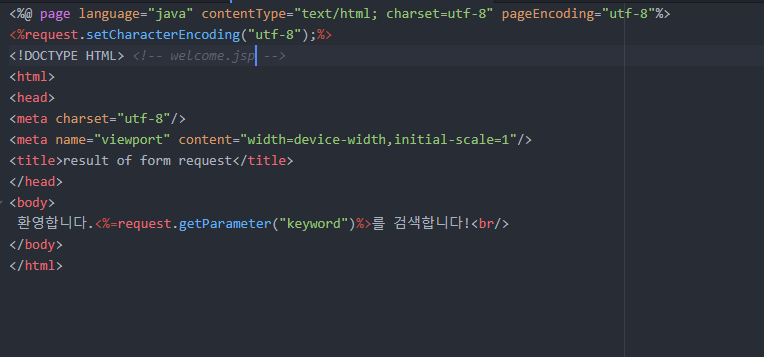 <%@ page language="java" contentType="text/html; charset=utf-8" pageEncoding="utf-8"%>
<%request.setCharacterEncoding("utf-8");%>
<!DOCTYPE HTML> <!-- welcome.jsp -->
<html>
<head>
<meta charset="utf-8"/>
<meta name="viewport" content="width=device-width,initial-scale=1"/>
<title>result of form request</title>
</head>
<body>
환영합니다.<%=request.getParameter("keyword")%>를 검색합니다!<br/>
</body>
</html>